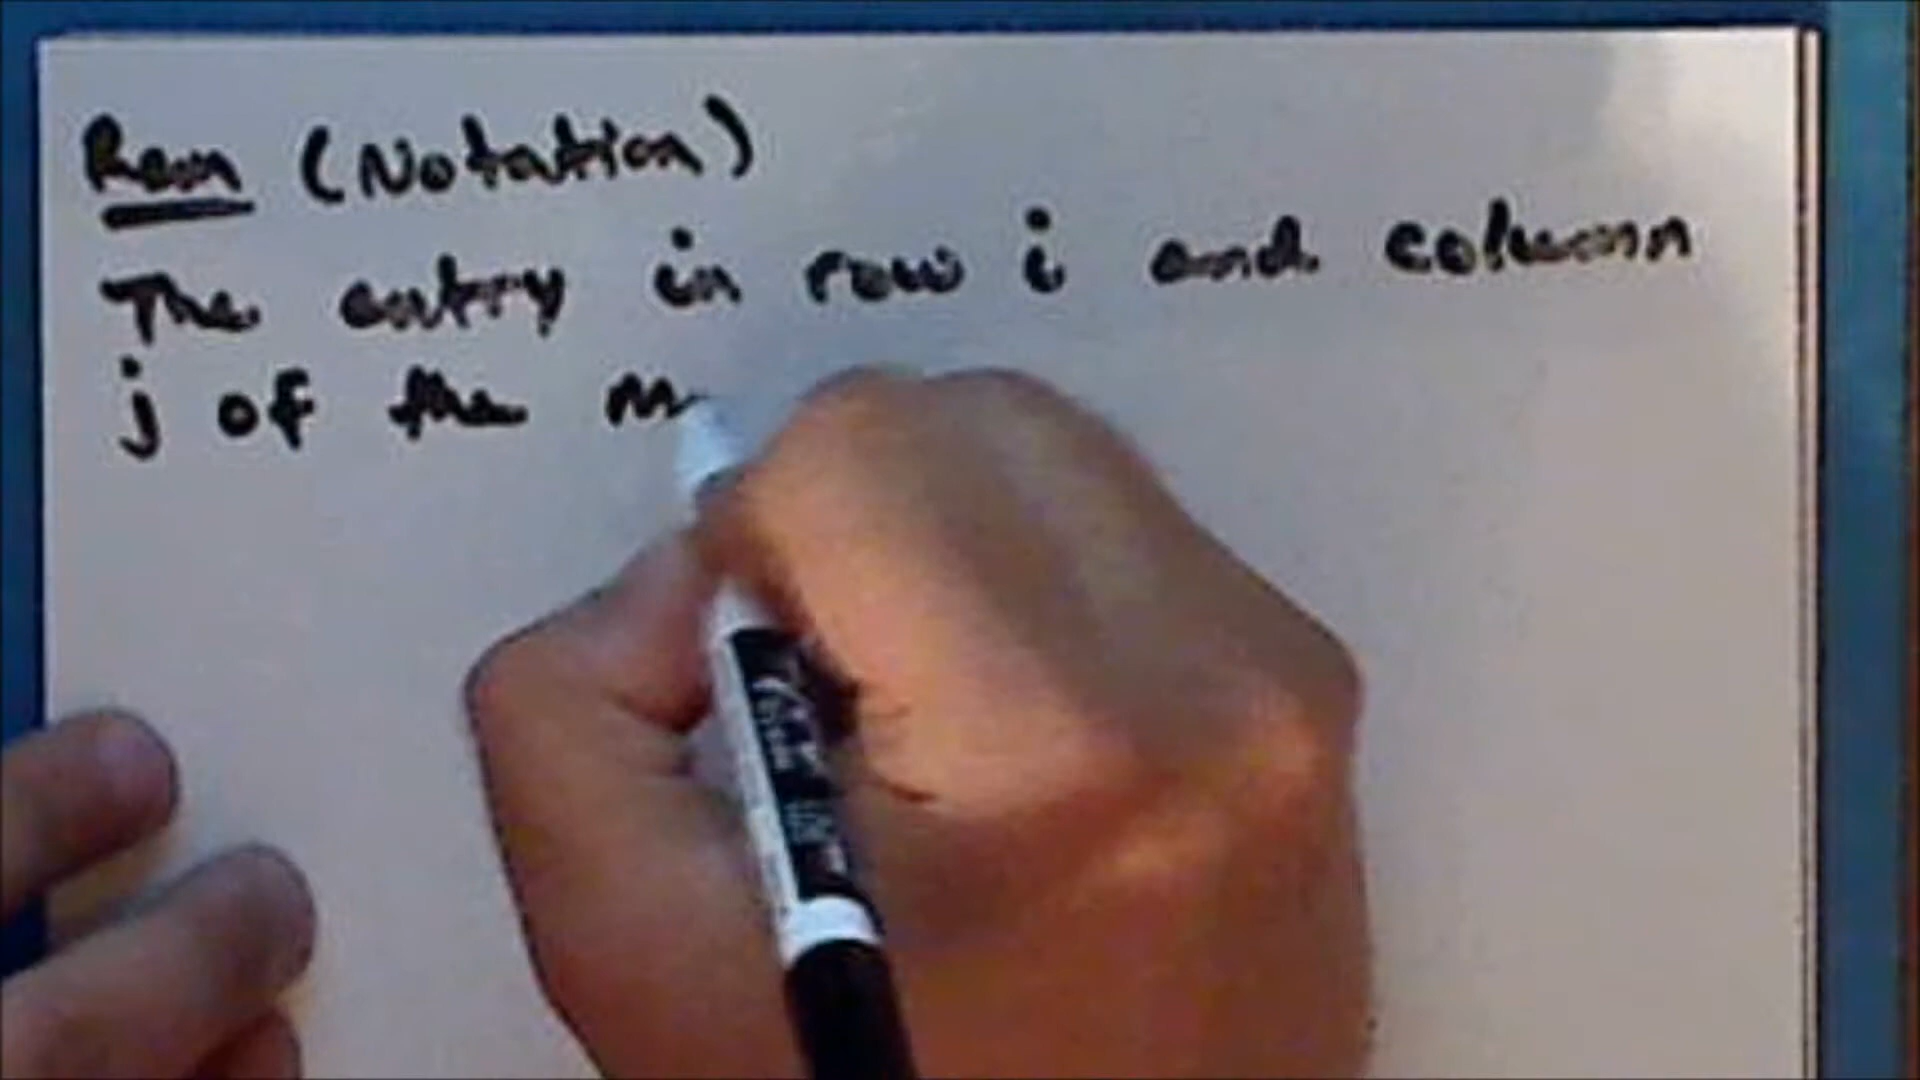 Rem (Notation)
The entry in row i and column
j of the m